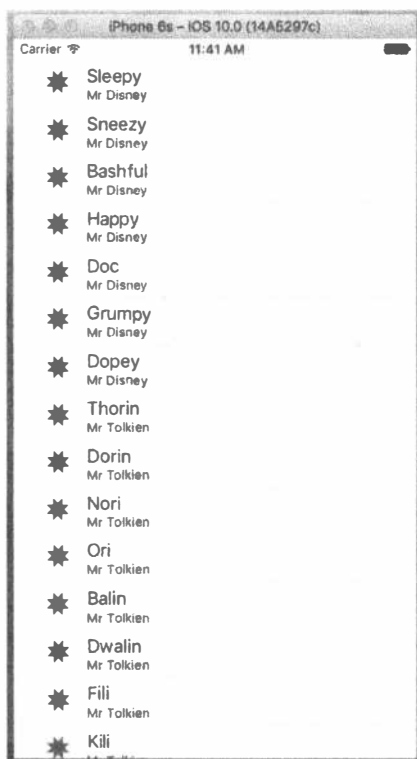 iPhone 6s – iOS 10.0 (14A5297c)
Carrier 11:41 AM
Sleepy
Mr Disney
Sneezy
Mr Disney
Bashful
Mr Disney
Happy
Mr Disney
Doc
Mr Disney
Grumpy
Mr Disney
Dopey
Mr Disney
Thorin
Mr Tolkien
Dorin
Mr Tolkien
Nori
Mr Tolkien
Ori
Mr Tolkien
Balin
Mr Tolkien
Dwalin
Mr Tolkien
Fili
Mr Tolkien
Kili